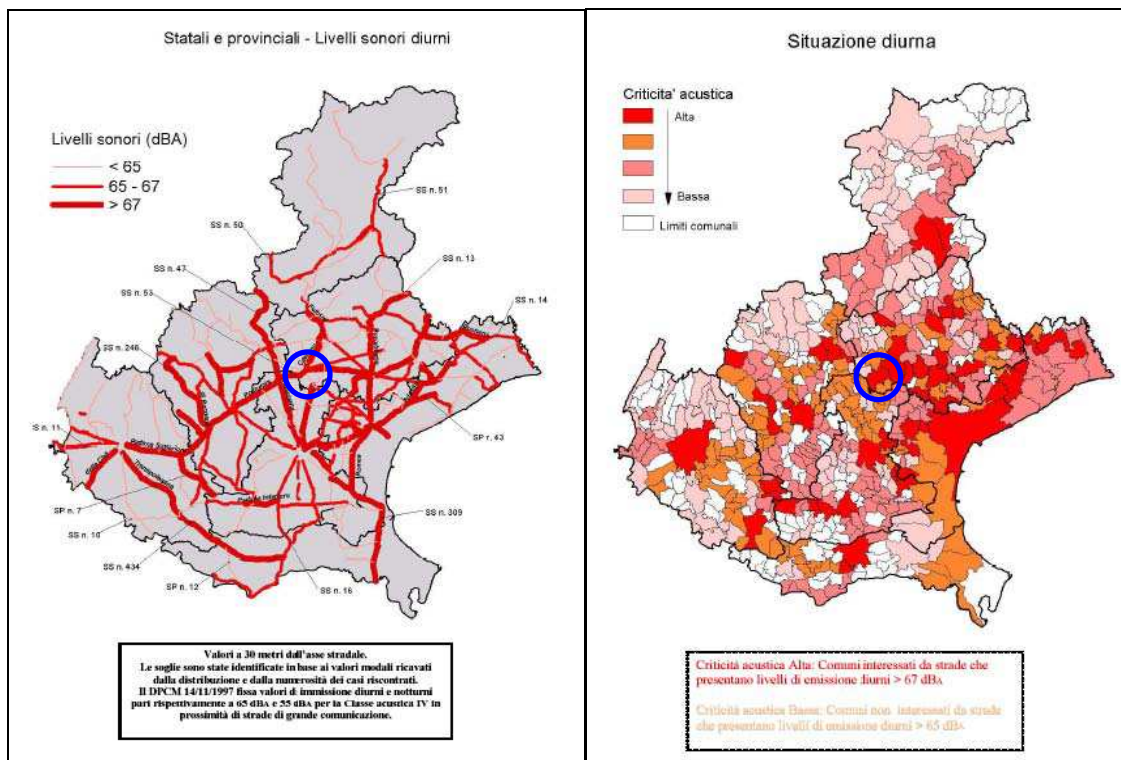 Statali e provinciali - Livelli sonori diurni
Livelli sonori (dBA)
< 65
65 - 67
> 67
SS n. 51
SS n. 50
SS n. 47
SS n. 53
SS n. 13
SS n. 14
SS n. 246
SP r. 43
SP n. 7
SS n. 10
SS n. 434
SP n. 12
SS n. 16
SS n. 309
Valori a 30 metri dall'asse stradale.
Le soglie sono state identificate in base ai valori modali ricavati
dalla distribuzione e dalla numerosità dei casi riscontrati.
Il DPCM 14/11/1997 fissa valori di immissione diurni e notturni
pari rispettivamente a 65 dBA e 55 dBA per la Classe acustica IV in
prossimità di strade di grande comunicazione.
Situazione diurna
Criticita' acustica
Alta
Bassa
Limiti comunali
Criticità acustica Alta: Comuni interessati da strade che
presentano livelli di emissione diurni > 67 dBA
Criticità acustica Bassa: Comuni non interessati da strade
che presentano livelli di emissione diurni > 65 dBA